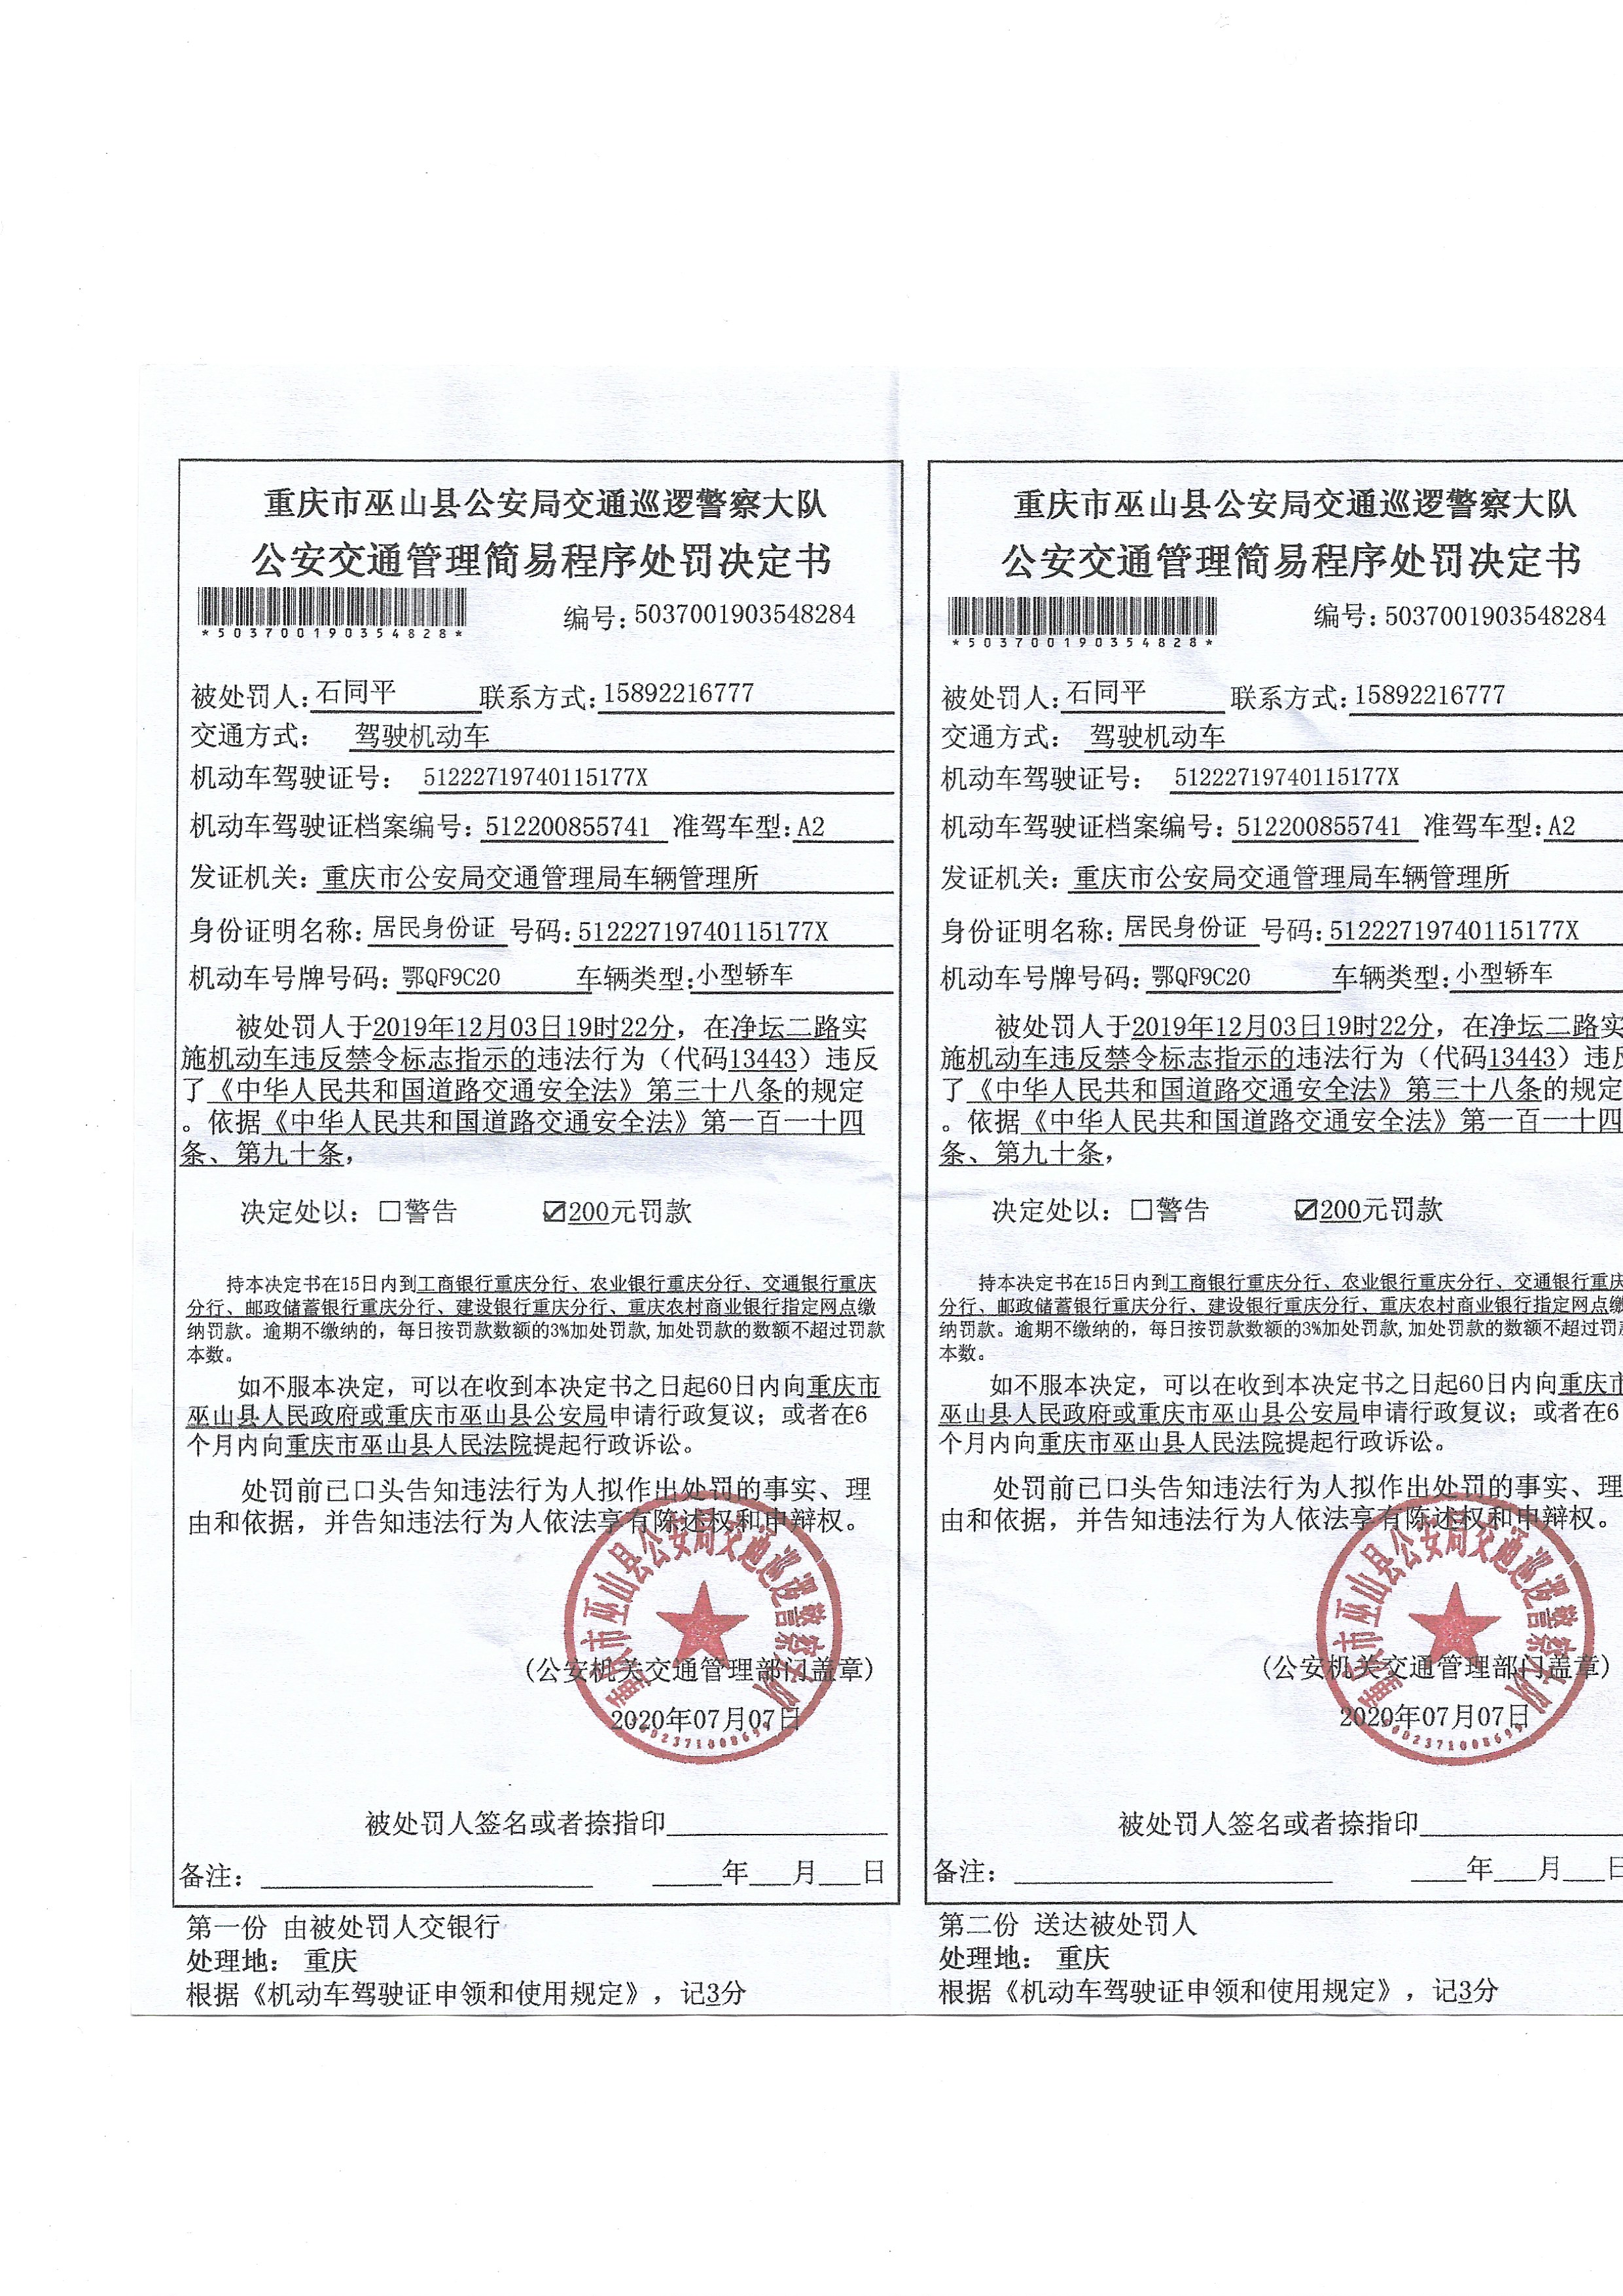 重庆市巫山县公安局交通巡逻警察大队
公安交通管理简易程序处罚决定书
*503700190354828*
编号:5037001903548284
被处罚人:石同平 联系方式:15892216777
交通方式: 驾驶机动车
机动车驾驶证号: 51222719740115177X
机动车驾驶证档案编号:512200855741 准驾车型:A2
发证机关:重庆市公安局交通管理局车辆管理所
身份证明名称:居民身份证 号码:51222719740115177X
机动车号牌号码:鄂QF9C20 车辆类型:小型轿车
被处罚人于2019年12月03日19时22分，在净坛二路实
施机动车违反禁令标志指示的违法行为（代码13443）违反
了《中华人民共和国道路交通安全法》第三十八条的规定
。依据《中华人民共和国道路交通安全法》第一百一十四
条、第九十条，
决定处以：□警告 ☑200元罚款
持本决定书在15日内到工商银行重庆分行、农业银行重庆分行、交通银行重庆
分行、邮政储蓄银行重庆分行、建设银行重庆分行、重庆农村商业银行指定网点缴
纳罚款。逾期不缴纳的，每日按罚款数额的3%加处罚款,加处罚款的数额不超过罚款
本数。
如不服本决定，可以在收到本决定书之日起60日内向重庆市
巫山县人民政府或重庆市巫山县公安局申请行政复议；或者在6
个月内向重庆市巫山县人民法院提起行政诉讼。
处罚前已口头告知违法行为人拟作出处罚的事实、理
由和依据，并告知违法行为人依法享有陈述权和申辩权。
重庆市巫山县公安局交通巡逻警察大队
(公安机关交通管理部门盖章)
2020年07月07日
被处罚人签名或者捺指印
备注： 年 月 日
第一份 由被处罚人交银行
处理地： 重庆
根据《机动车驾驶证申领和使用规定》，记3分
重庆市巫山县公安局交通巡逻警察大队
公安交通管理简易程序处罚决定书
*503700190354828*
编号:5037001903548284
被处罚人:石同平 联系方式:15892216777
交通方式: 驾驶机动车
机动车驾驶证号: 51222719740115177X
机动车驾驶证档案编号:512200855741 准驾车型:A2
发证机关:重庆市公安局交通管理局车辆管理所
身份证明名称:居民身份证 号码:51222719740115177X
机动车号牌号码:鄂QF9C20 车辆类型:小型轿车
被处罚人于2019年12月03日19时22分，在净坛二路实
施机动车违反禁令标志指示的违法行为（代码13443）违反
了《中华人民共和国道路交通安全法》第三十八条的规定
。依据《中华人民共和国道路交通安全法》第一百一十四
条、第九十条，
决定处以：□警告 ☑200元罚款
持本决定书在15日内到工商银行重庆分行、农业银行重庆分行、交通银行重庆
分行、邮政储蓄银行重庆分行、建设银行重庆分行、重庆农村商业银行指定网点缴
纳罚款。逾期不缴纳的，每日按罚款数额的3%加处罚款,加处罚款的数额不超过罚
本数。
如不服本决定，可以在收到本决定书之日起60日内向重庆市
巫山县人民政府或重庆市巫山县公安局申请行政复议；或者在6
个月内向重庆市巫山县人民法院提起行政诉讼。
处罚前已口头告知违法行为人拟作出处罚的事实、理
由和依据，并告知违法行为人依法享有陈述权和申辩权。
重庆市巫山县公安局交通巡逻警察大队
(公安机关交通管理部门盖章)
2020年07月07日
被处罚人签名或者捺指印
备注： 年 月 日
第二份 送达被处罚人
处理地： 重庆
根据《机动车驾驶证申领和使用规定》，记3分